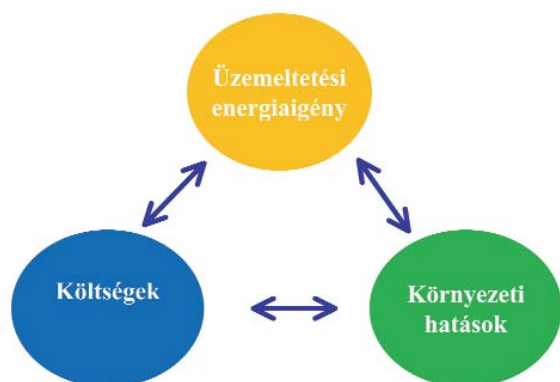 Üzemeltetési
energiaigény
Költségek
Környezeti
hatások